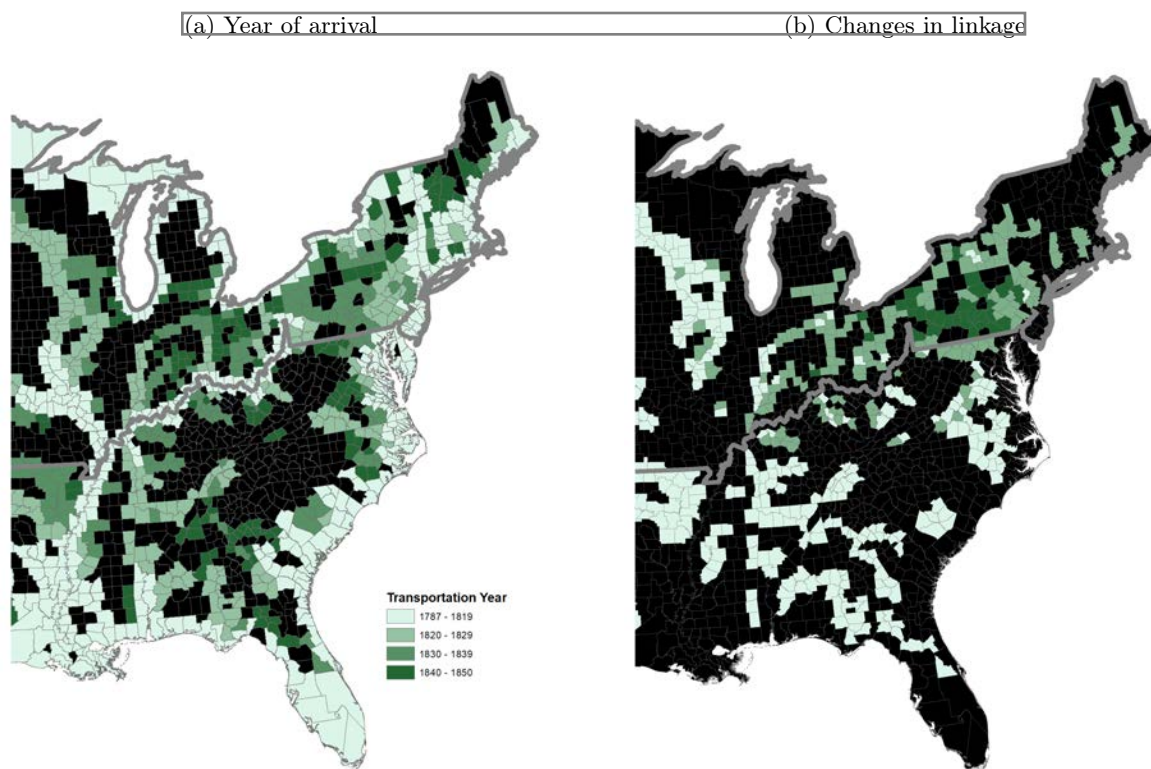 (a) Year of arrival
(b) Changes in linkage
Transportation Year
1787 - 1819
1820 - 1829
1830 - 1839
1840 - 1850